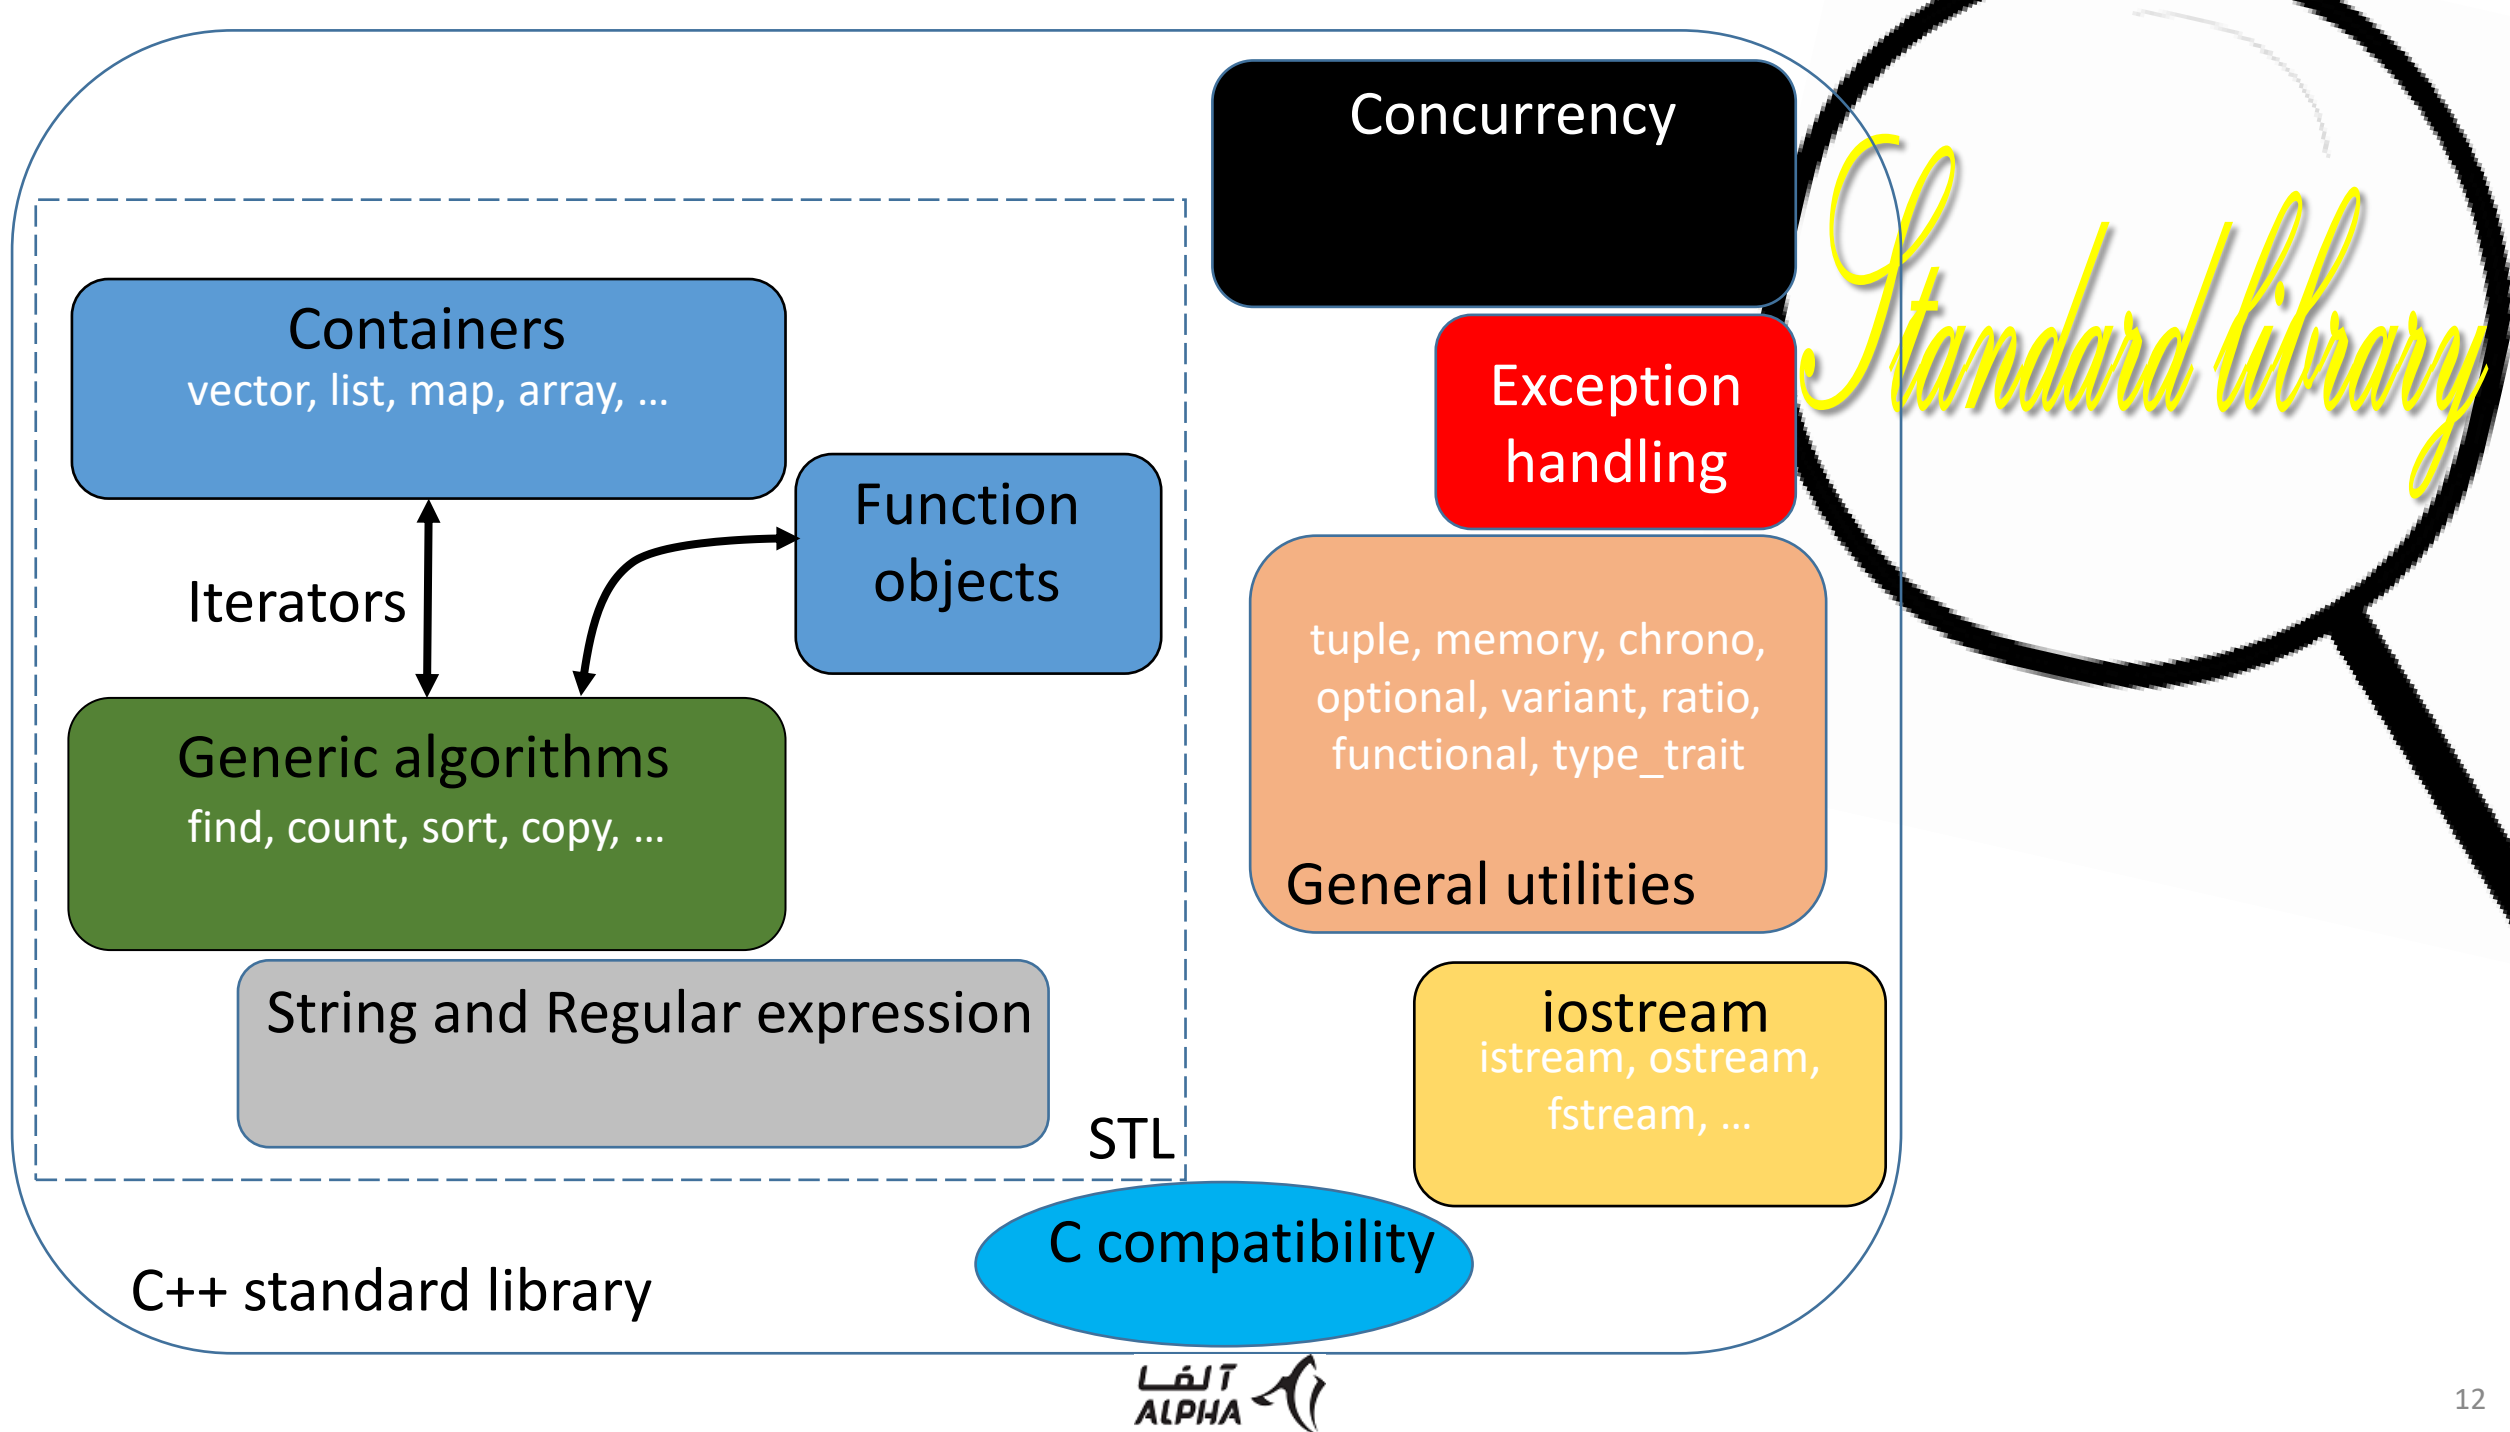 Concurrency
Standard library
Containers
vector, list, map, array, ...
Exception
handling
Function
objects
Iterators
tuple, memory, chrono,
optional, variant, ratio,
functional, type_trait
General utilities
Generic algorithms
find, count, sort, copy, ...
String and Regular expression
iostream
istream, ostream,
fstream, ...
STL
C compatibility
C++ standard library
آلفا
ALPHA
12